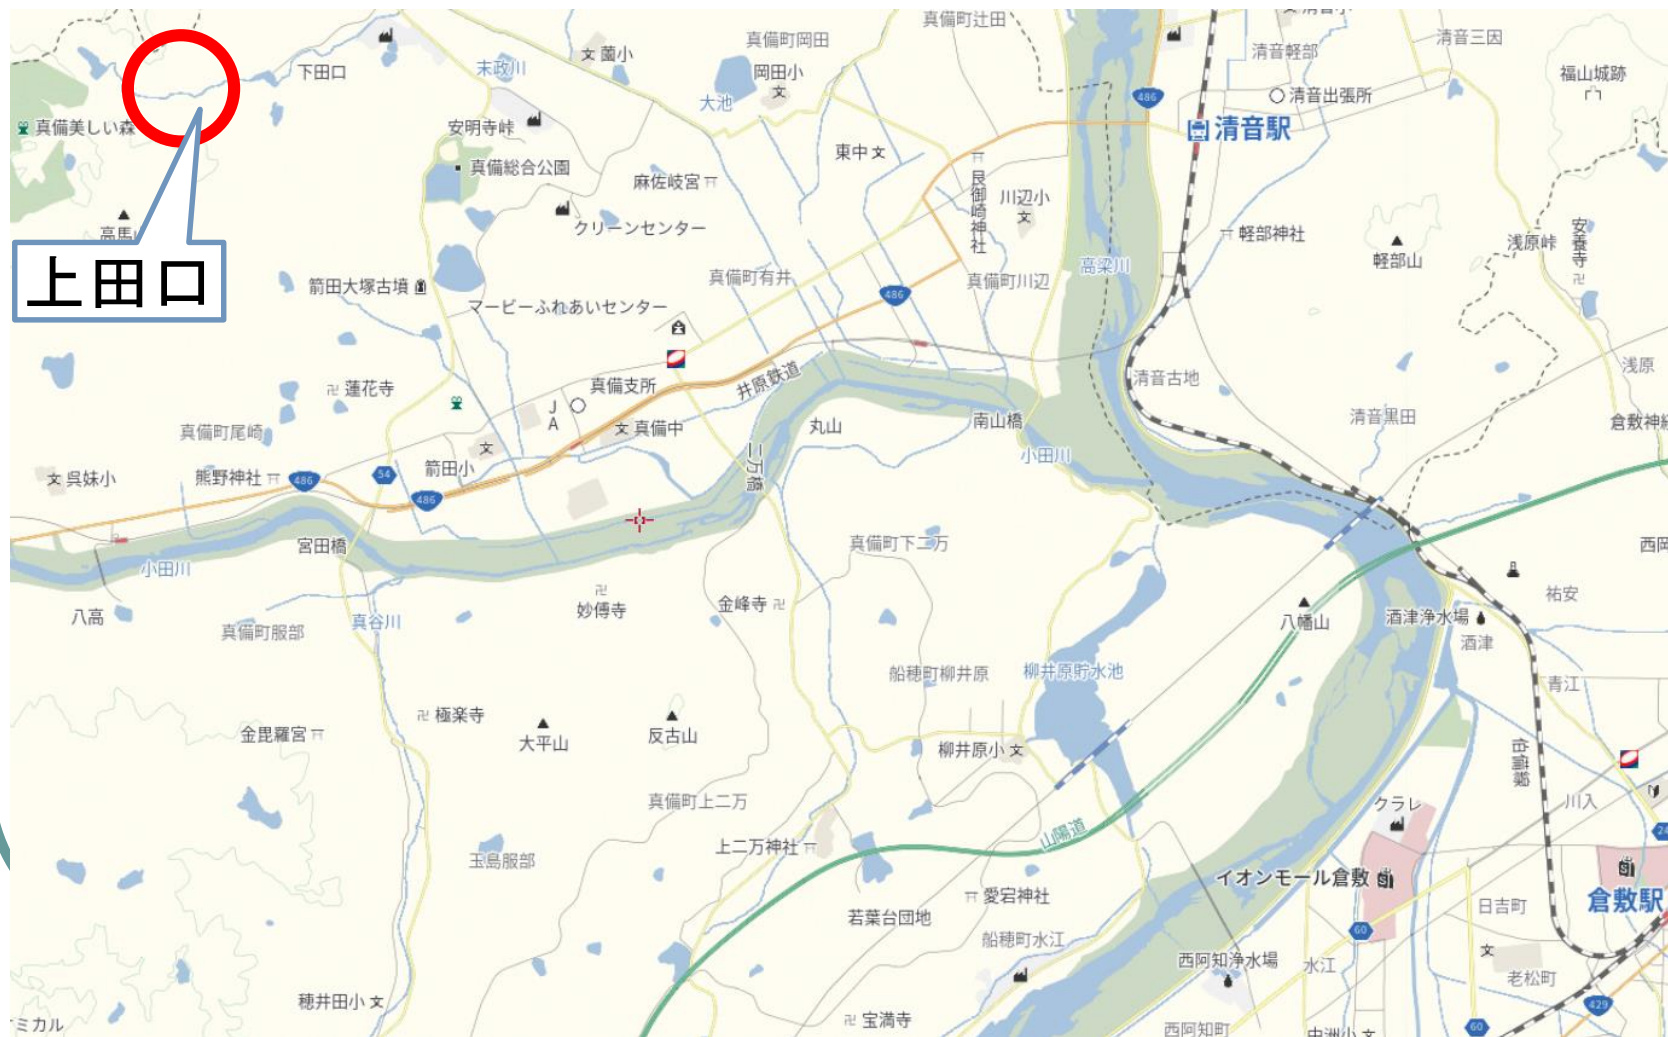 真備町辻田
清音三因
真備町岡田
清音軽部
薗小
下田口
末政川
岡田小
福山城跡
大池
486
清音出張所
真備美しい森
安明寺峠
清音駅
東中
真備総合公園
麻佐岐宮
艮御崎神社
川辺小
クリーンセンター
軽部神社
安養寺
浅原峠
軽部山
高梁川
上田口
箭田大塚古墳
真備町有井
真備町川辺
486
マービーふれあいセンター
井原鉄道
真備支所
蓮花寺
清音古地
浅原
JA
真備町尾崎
真備中
丸山
南山橋
清音黒田
二万橋
小田川
呉妹小
熊野神社
486
54
箭田小
486
宮田橋
真備町下二万
小田川
八高
真谷川
妙傳寺
金峰寺
祐安
真備町服部
八幡山
酒津浄水場
酒津
船穂町柳井原
柳井原貯水池
青江
金毘羅宮
極楽寺
大平山
反古山
柳井原小
伯備線
真備町上二万
クラレ
川入
山陽道
玉島服部
上二万神社
イオンモール倉敷
愛宕神社
倉敷駅
若葉台団地
日吉町
60
船穂町水江
西阿知浄水場
水江
老松町
穂井田小
429
宝満寺
西阿知町
60